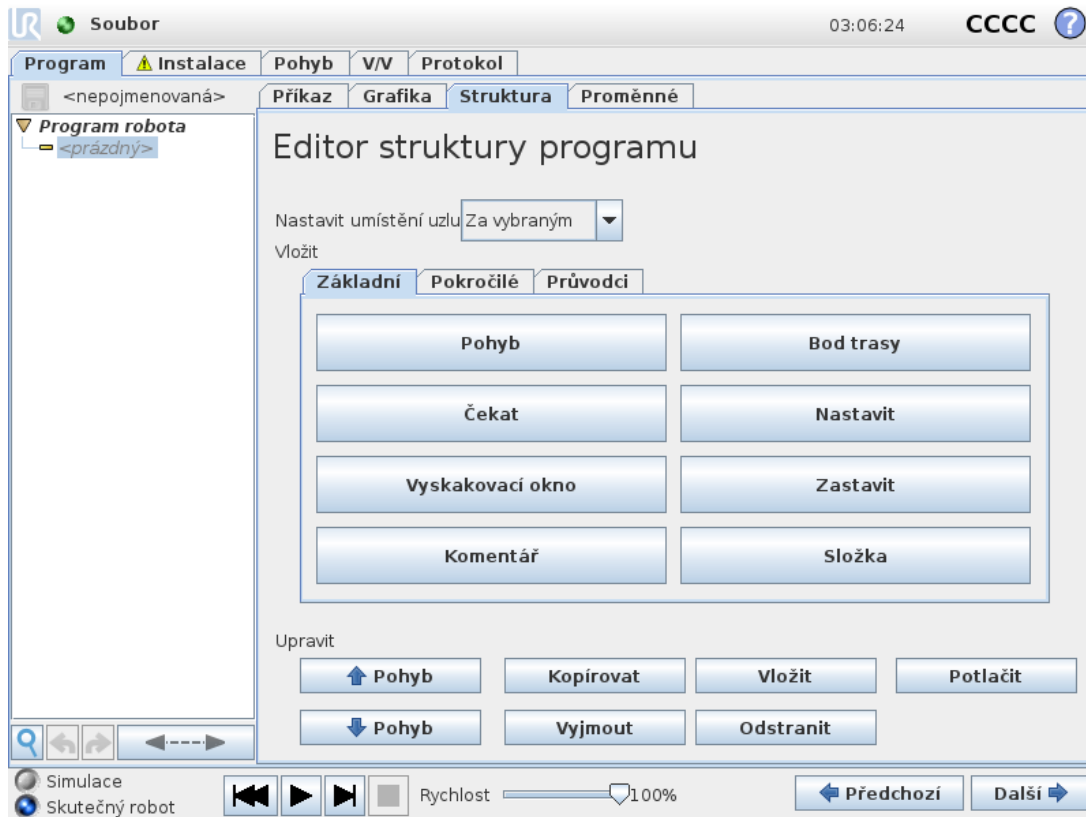 UR Soubor 03:06:24 CCCC ?
Program Instalace Pohyb V/V Protokol
<nepojmenovaná> Příkaz Grafika Struktura Proměnné
Program robota
<prázdný>
Editor struktury programu
Nastavit umístění uzlu Za vybraným
Vložit
Základní Pokročilé Průvodci
Pohyb Bod trasy
Čekat Nastavit
Vyskakovací okno Zastavit
Komentář Složka
Upravit
Pohyb Kopírovat Vložit Potlačit
Pohyb Vyjmout Odstranit
Simulace
Skutečný robot
Rychlost 100%
Předchozí Další